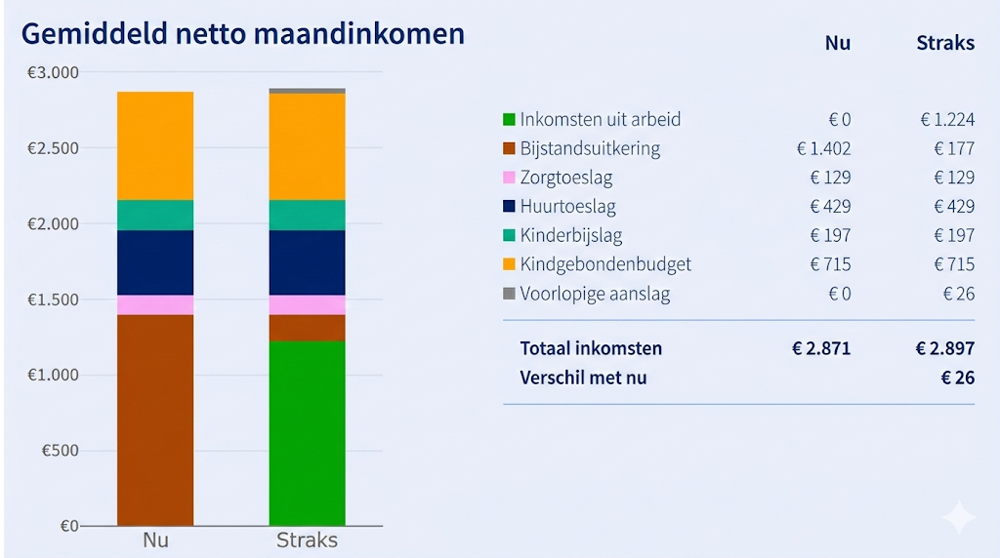 Gemiddeld netto maandinkomen
€3.000
€2.500
€2.000
€1.500
€1.000
€500
€0
Nu Straks
Nu Straks
Inkomsten uit arbeid € 0 € 1.224
Bijstandsuitkering € 1.402 € 177
Zorgtoeslag € 129 € 129
Huurtoeslag € 429 € 429
Kinderbijslag € 197 € 197
Kindgebondenbudget € 715 € 715
Voorlopige aanslag € 0 € 26
Totaal inkomsten € 2.871 € 2.897
Verschil met nu € 26